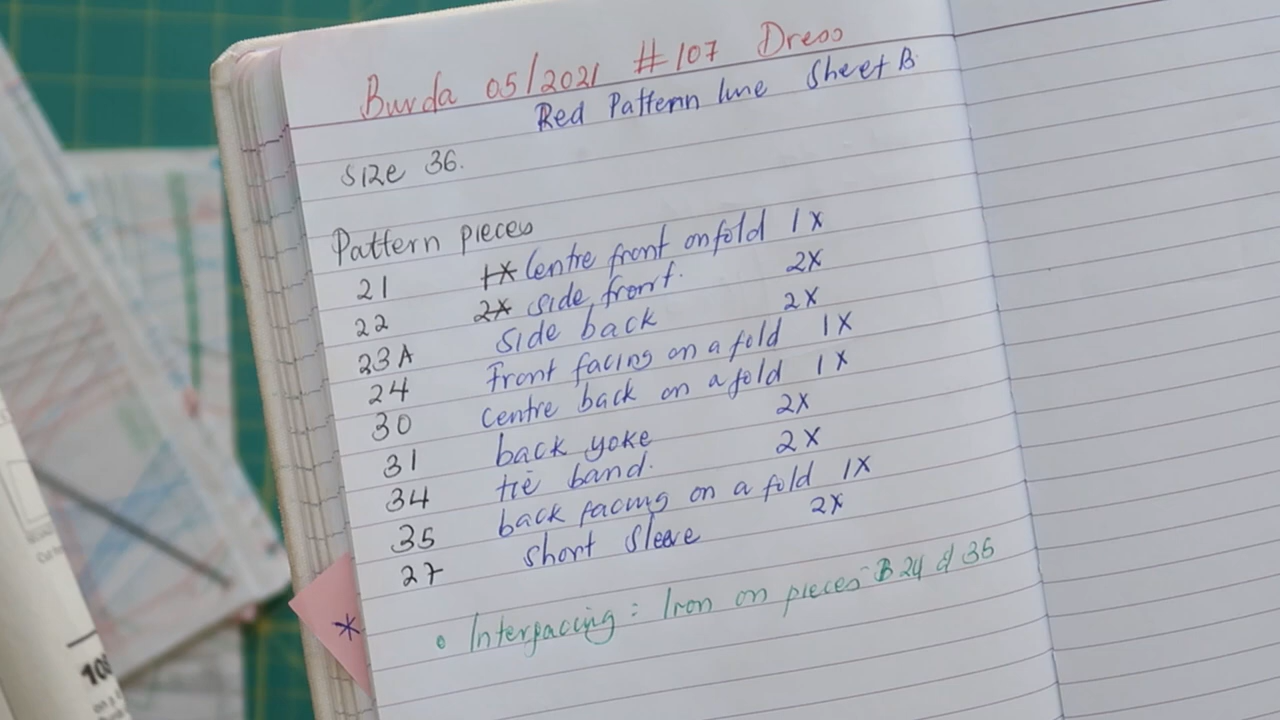 Burda 05/2021 #107 Dress
Red Pattern line Sheet B.
Size 36.
Pattern pieces
21 1x Centre front on fold 1x
22 2x side front. 2x
23A Side back 2x
24 Front facing on a fold 1x
30 Centre back on a fold 1x
31 back yoke 2x
34 tie band. 2x
35 back facing on a fold 1x
27 short sleeve 2x
*
• Interfacing : Iron on pieces B 24 & 35
108